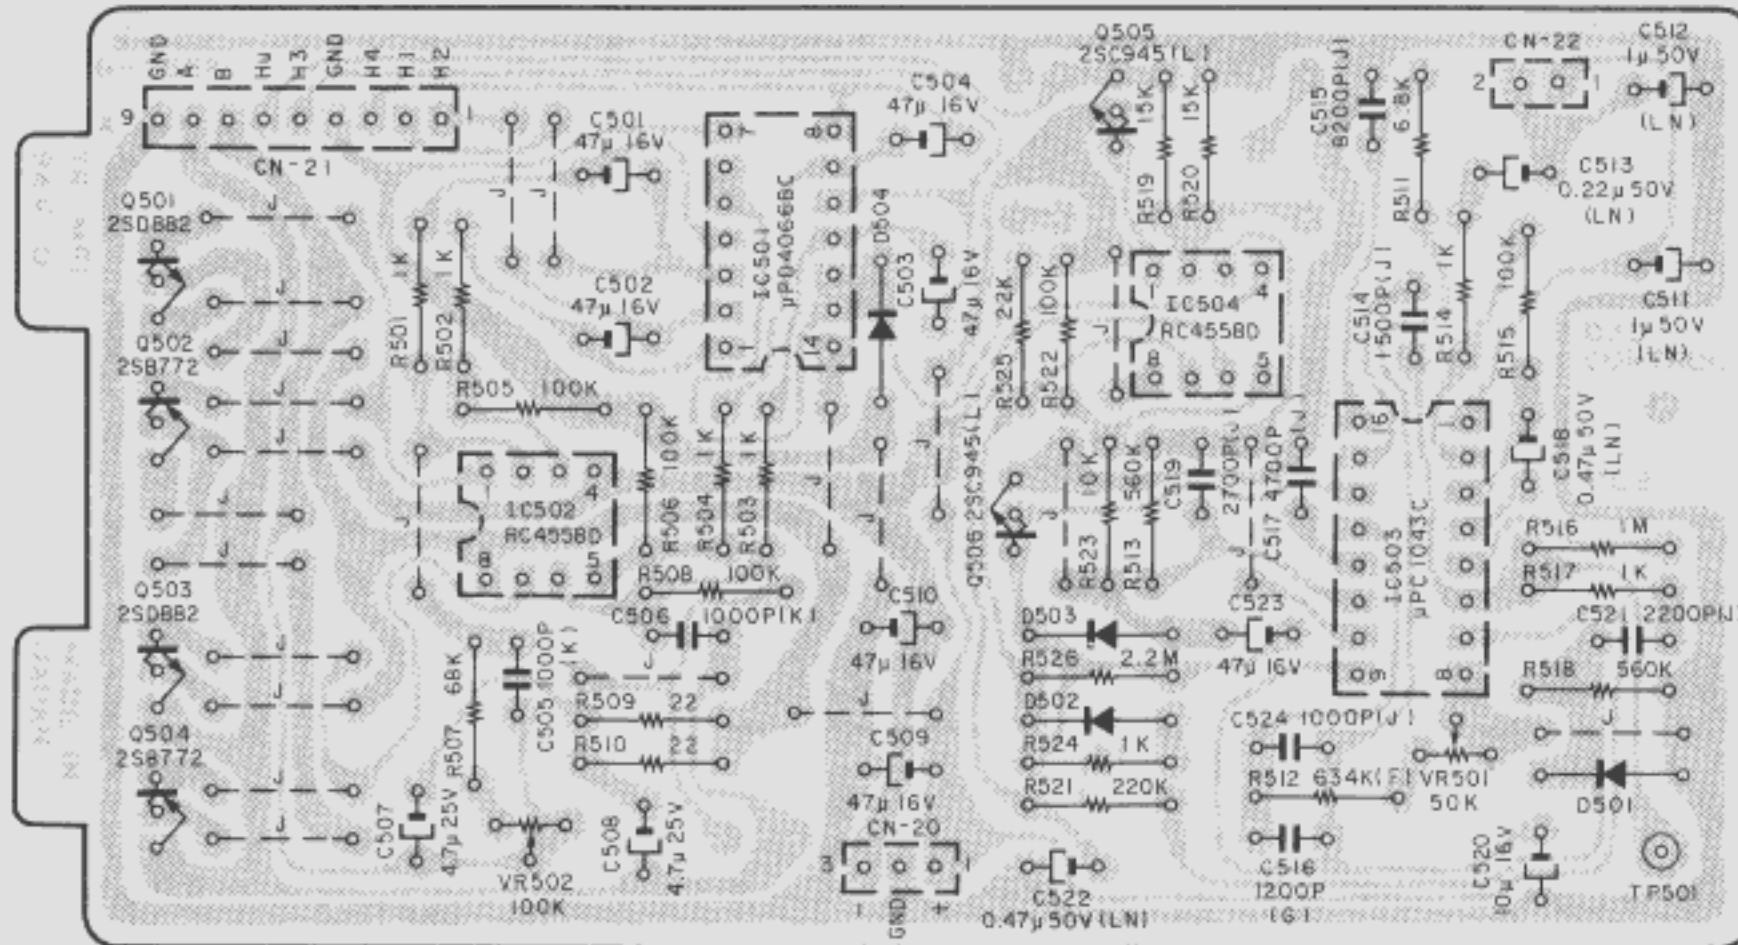 GND
A
B
Hu
H3
GND
H4
H1
H2
9
1
CN-21
Q501
2SD882
Q502
2SB772
Q503
2SD882
Q504
2SB772
J
J
J
J
J
J
J
J
J
J
J
J
J
R501 1K
R502 1K
C501
47μ 16V
C502
47μ 16V
R505 100K
IC502
RC4558D
4
8
5
J
7
8
IC501
μPD4066BC
1
14
C504
47μ 16V
D504
C503
47μ 16V
R506 100K
R504 1K
R503 1K
J
J
J
R508 100K
C506 1000P(K)
C505 1000P
(K)
R507 68K
J
R509 22
R510
C507
4.7μ 25V
VR502
100K
C508
4.7μ 25V
C510
47μ 16V
J
C509
47μ 16V
CN-20
3
1
-
GND
+
Q505
2SC945(L)
R519 15K
R520 15K
R525 22K
R522 100K
J
IC504
RC4558D
1
4
8
5
Q506 2SC945(L)
J
R523 10K
R513 560K
C519
2700P(J)
J
C517 4700P(J)
D503
R526 2.2M
D502
R524 1K
R521 220K
C522
0.47μ 50V (LN)
C523
47μ 16V
C524 1000P(J)
R512 634K(F)
C516
1200P
(G)
VR501
50K
C515
8200P(J)
R511 6.8K
C514
1500P(J)
R514 1K
R515 100K
16
1
IC503
μPC1043C
9
8
CN-22
2
1
C512
1μ 50V
(LN)
C513
0.22μ 50V
(LN)
C511
1μ 50V
(LN)
C518
0.47μ 50V
(LN)
R516 1M
R517 1K
C521 2200P(J)
R518 560K
J
D501
C520
10μ 16V
TP501